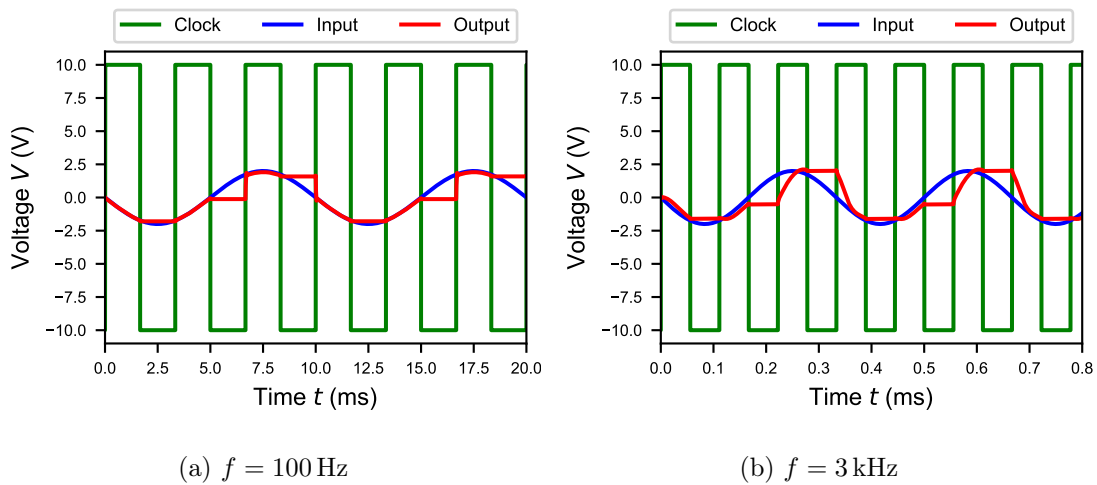 Clock Input Output
10.0
7.5
5.0
2.5
0.0
−2.5
−5.0
−7.5
−10.0
Voltage V (V)
0.0 2.5 5.0 7.5 10.0 12.5 15.0 17.5 20.0
Time t (ms)
(a) f = 100 Hz
Clock Input Output
10.0
7.5
5.0
2.5
0.0
−2.5
−5.0
−7.5
−10.0
Voltage V (V)
0.0 0.1 0.2 0.3 0.4 0.5 0.6 0.7 0.8
Time t (ms)
(b) f = 3 kHz